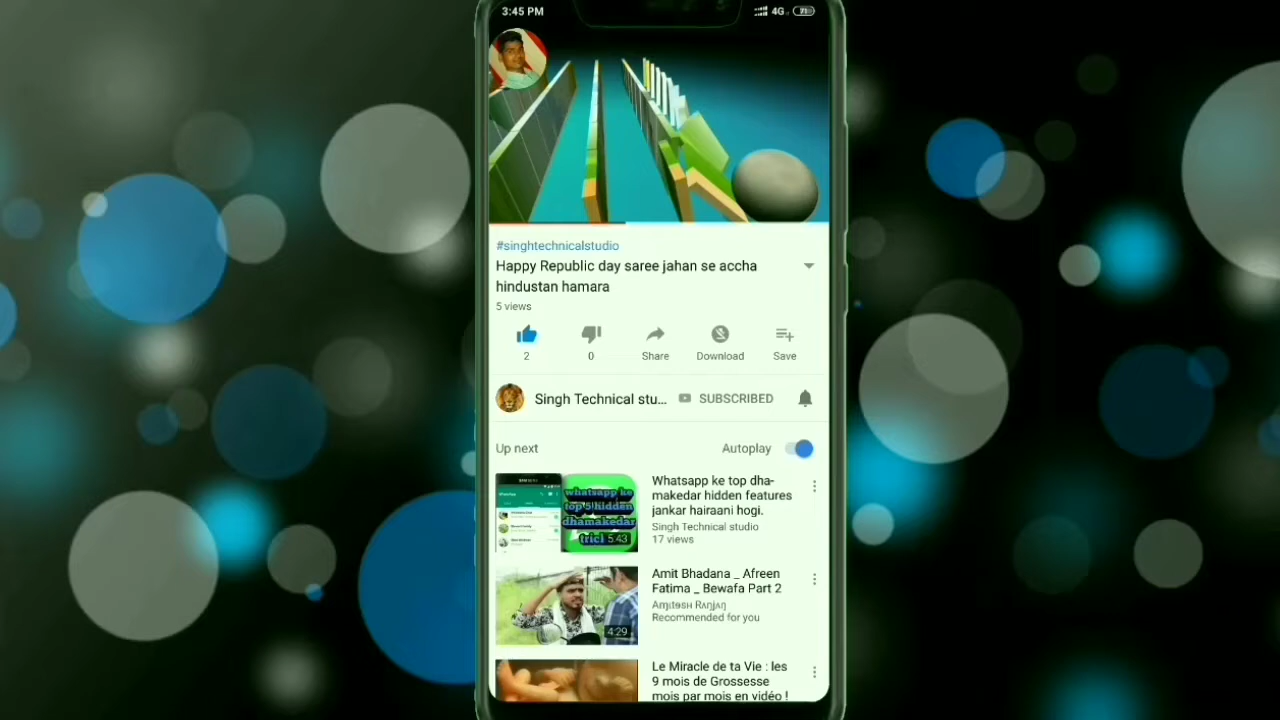 3:45 PM
4G
71
#singhtechnicalstudio
Happy Republic day saree jahan se accha
hindustan hamara
5 views
2
0
Share
Download
Save
Singh Technical stu...
SUBSCRIBED
Up next
Autoplay
whatsapp ke
top 5 hidden
dhamakedar
5:43
Whatsapp ke top dha-
makedar hidden features
jankar hairaani hogi.
Singh Technical studio
17 views
4:29
Amit Bhadana _ Afreen
Fatima _ Bewafa Part 2
Recommended for you
Le Miracle de ta Vie : les
9 mois de Grossesse
mois par mois en vidéo !